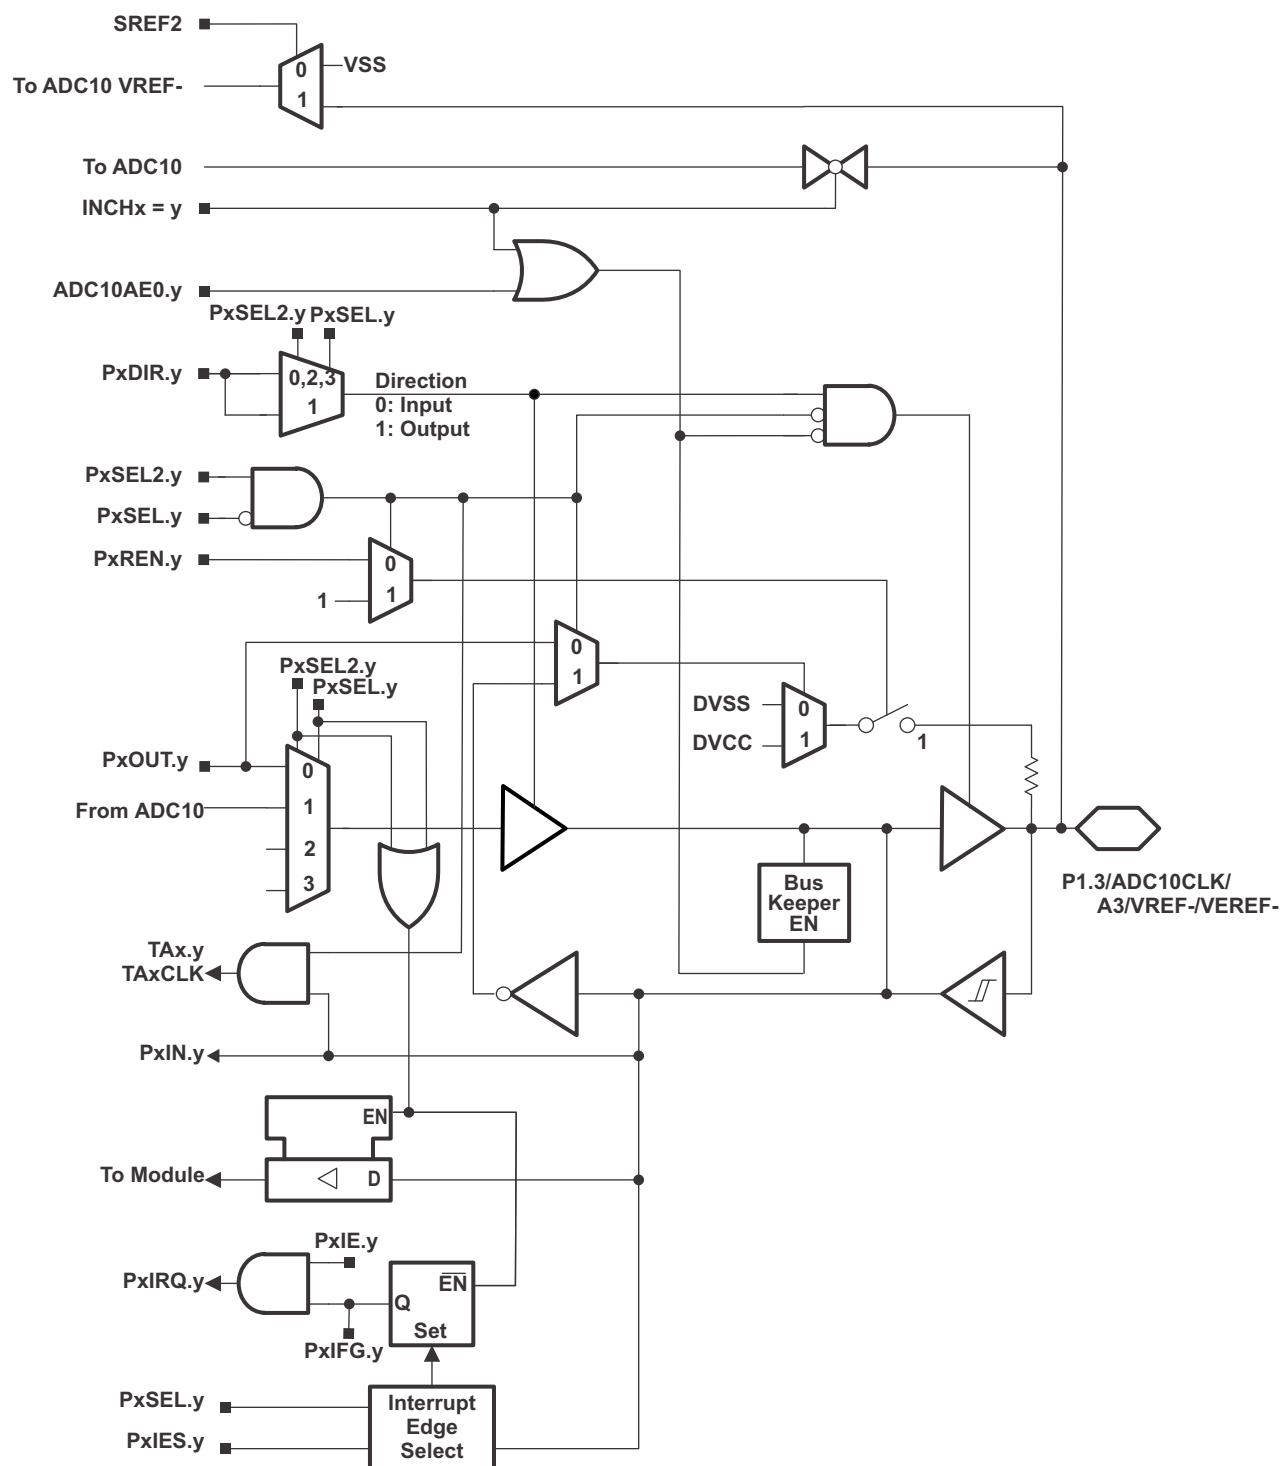 SREF2
VSS
0
To ADC10 VREF-
1
To ADC10
INCHx = y
ADC10AE0.y
PxSEL2.y PxSEL.y
PxDIR.y
0,2,3
1
Direction
0: Input
1: Output
PxSEL2.y
PxSEL.y
PxREN.y
0
1
1
0
1
PxSEL2.y
PxSEL.y
DVSS
0
DVCC
1
1
PxOUT.y
0
From ADC10
1
2
3
Bus
Keeper
EN
P1.3/ADC10CLK/
A3/VREF-/VEREF-
TAx.y
TAxCLK
PxIN.y
EN
To Module
D
PxIE.y
PxIRQ.y
EN
Q
Set
PxIFG.y
PxSEL.y
PxIES.y
Interrupt
Edge
Select